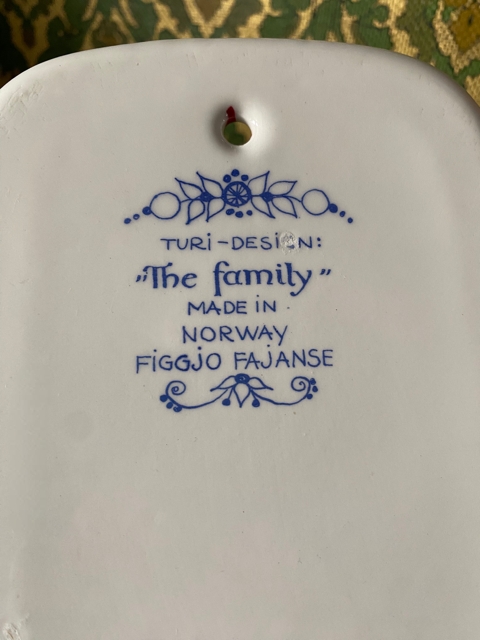 TURi-DESiGN:
"The family"
MADE IN
NORWAY
FiGGJO FAJANSE